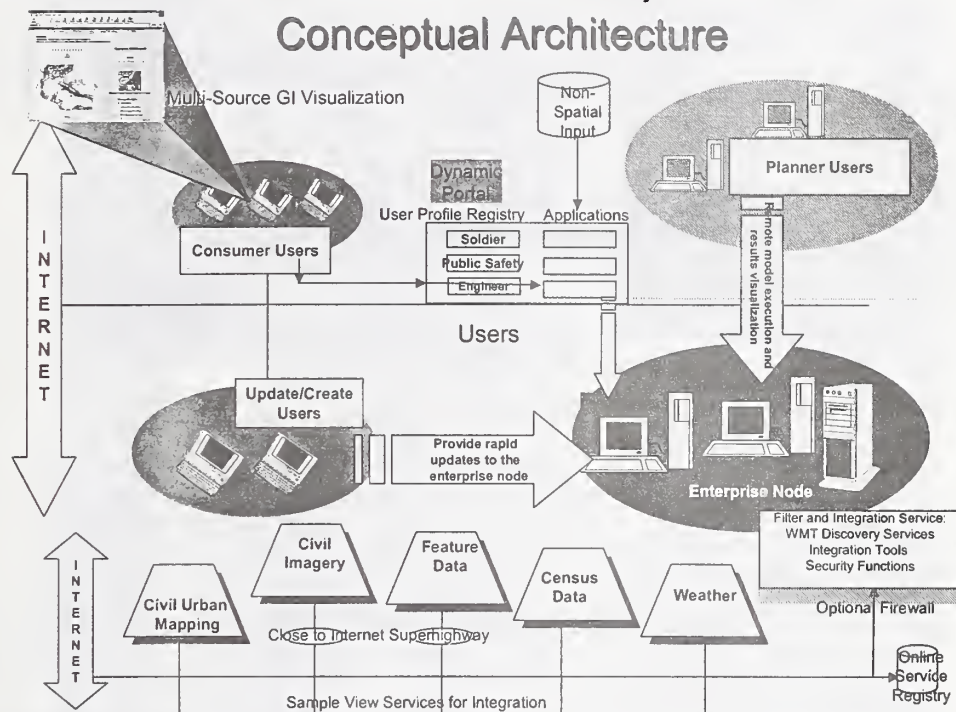 Conceptual Architecture
Multi-Source GI Visualization
Non-
Spatial
Input
Planner Users
Dynamic
Portal
User Profile Registry
Applications
Soldier
Public Safety
Engineer
Consumer Users
INTERNET
Remote model execution and
results visualization
Users
Update/Create
Users
Provide rapid
updates to the
enterprise node
Enterprise Node
Filter and Integration Service:
WMT Discovery Services
Integration Tools
Security Functions
Optional Firewall
INTERNET
Civil Urban
Mapping
Civil
Imagery
Feature
Data
Census
Data
Weather
Close to Internet Superhighway
Online
Service
Registry
Sample View Services for Integration